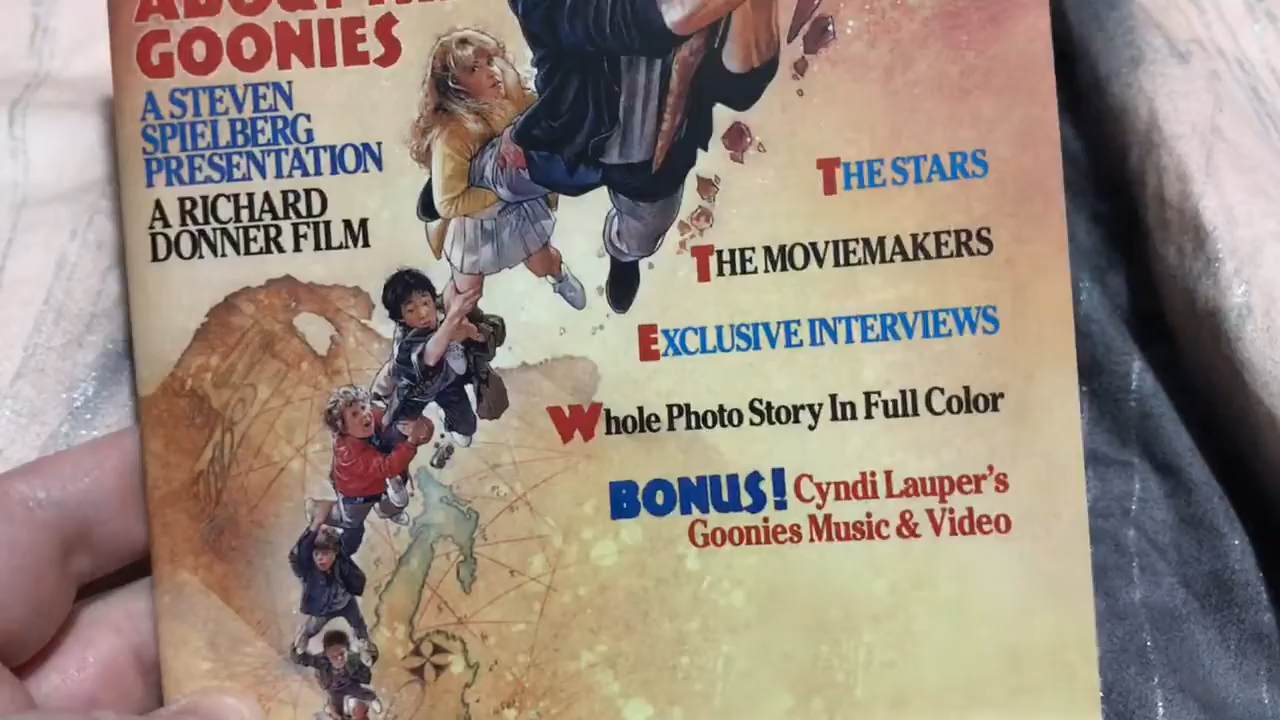 ABOUT THE
GOONIES
A STEVEN
SPIELBERG
PRESENTATION
A RICHARD
DONNER FILM
THE STARS
THE MOVIEMAKERS
EXCLUSIVE INTERVIEWS
Whole Photo Story In Full Color
BONUS! Cyndi Lauper's
Goonies Music & Video